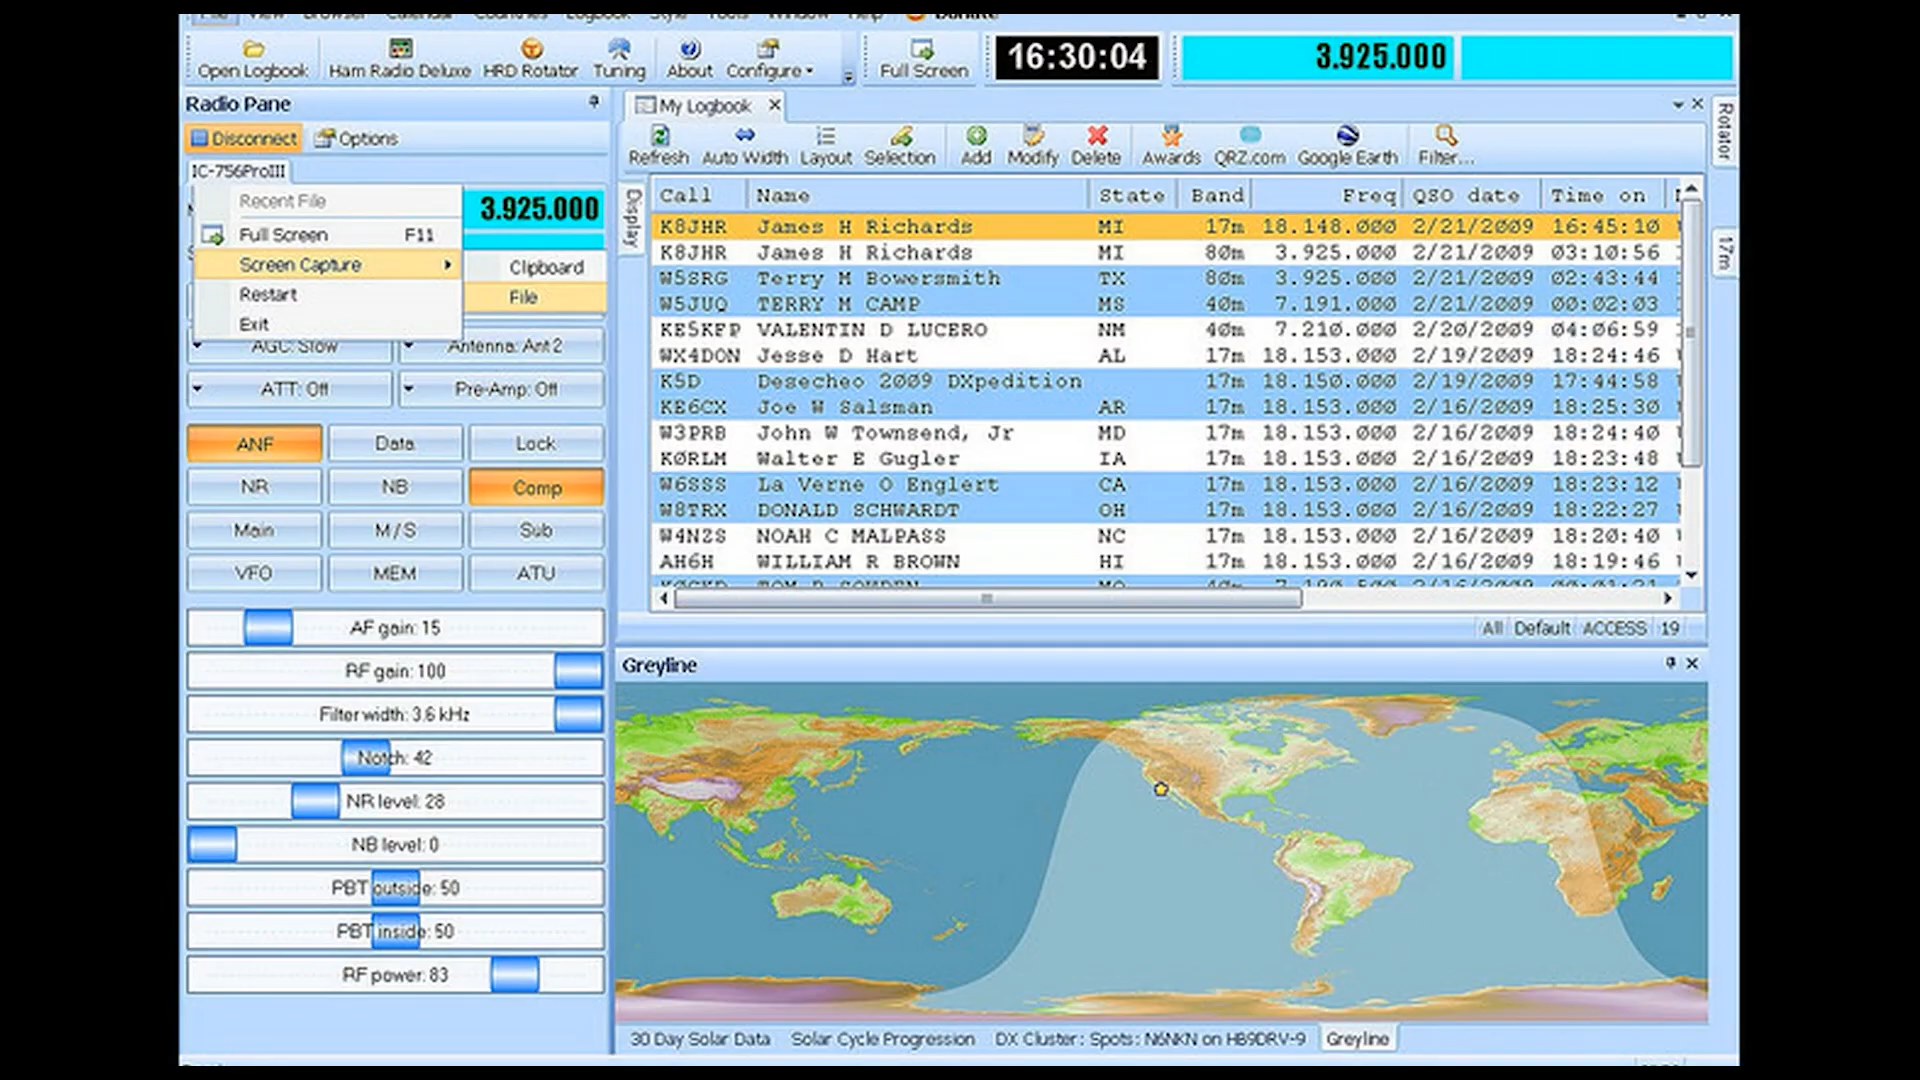 File View Browser Calendar Countries Logbook Style Tools Window Help Donate
Open Logbook Ham Radio Deluxe HRD Rotator Tuning About Configure Full Screen 16:30:04 3.925.000
Radio Pane
Disconnect Options
IC-756ProIII
Recent File
Full Screen F11
Screen Capture
Restart
Exit
Clipboard
File
3.925.000
AGC: Slow Antenna: Ant 2
ATT: Off Pre-Amp: Off
ANF Data Lock
NR NB Comp
Main M/S Sub
VFO MEM ATU
AF gain: 15
RF gain: 100
Filter width: 3.6 kHz
Notch: 42
NR level: 28
NB level: 0
PBT outside: 50
PBT inside: 50
RF power: 83
My Logbook
Refresh Auto Width Layout Selection Add Modify Delete Awards QRZ.com Google Earth Filter...
Display
Rotator
17m
Call Name State Band Freq QSO date Time on
K8JHR James H Richards MI 17m 18.148.000 2/21/2009 16:45:10
K8JHR James H Richards MI 80m 3.925.000 2/21/2009 03:10:56
W5SRG Terry M Bowersmith TX 80m 3.925.000 2/21/2009 02:43:44
W5JUQ TERRY M CAMP MS 40m 7.191.000 2/21/2009 00:02:03
KE5KFP VALENTIN D LUCERO NM 40m 7.210.000 2/20/2009 04:06:59
WX4DON Jesse D Hart AL 17m 18.153.000 2/19/2009 18:24:46
K5D Desecheo 2009 DXpedition 17m 18.150.000 2/19/2009 17:44:58
KE6CX Joe W Salsman AR 17m 18.153.000 2/16/2009 18:25:30
W3PRB John W Townsend, Jr MD 17m 18.153.000 2/16/2009 18:24:40
K0RLM Walter E Gugler IA 17m 18.153.000 2/16/2009 18:23:48
W6SSS La Verne O Englert CA 17m 18.153.000 2/16/2009 18:23:12
W8TRX DONALD SCHWARDT OH 17m 18.153.000 2/16/2009 18:22:27
W4NZS NOAH C MALPASS NC 17m 18.153.000 2/16/2009 18:20:40
AH6H WILLIAM R BROWN HI 17m 18.153.000 2/16/2009 18:19:46
All Default ACCESS 19
Greyline
30 Day Solar Data Solar Cycle Progression DX Cluster: Spots: N6NKN on HB9DRV-9 Greyline